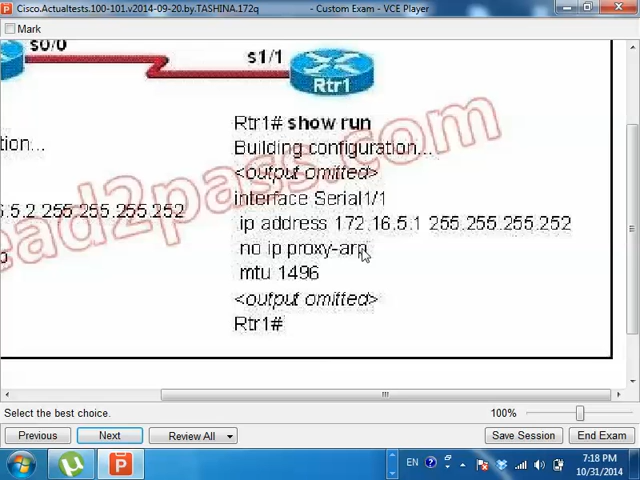 Cisco.Actualtests.100-101.v2014-09-20.by.TASHINA.172q - Custom Exam - VCE Player
Mark
s0/0
s1/1
Rtr1
Rtr1# show run
tion... Building configuration...
<output omitted>
interface Serial1/1
5.2 255.255.255.252 ip address 172.16.5.1 255.255.255.252
no ip proxy-arp
mtu 1496
<output omitted>
Rtr1#
ead2pass.com
Select the best choice. 100%
Previous Next Review All Save Session End Exam
EN 7:18 PM
10/31/2014